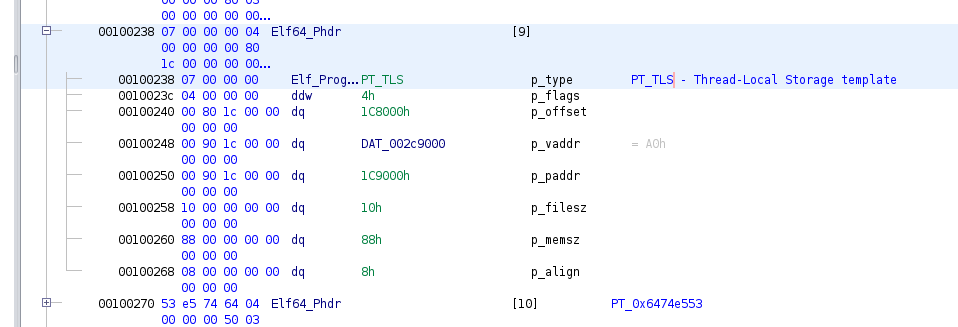 00 00 00 80 03
00 00 00 00 00...
00100238 07 00 00 00 04 Elf64_Phdr [9]
00 00 00 00 80
1c 00 00 00 00...
00100238 07 00 00 00 Elf_Prog...PT_TLS p_type PT_TLS - Thread-Local Storage template
0010023c 04 00 00 00 ddw 4h p_flags
00100240 00 80 1c 00 00 dq 1C8000h p_offset
00 00 00
00100248 00 90 1c 00 00 dq DAT_002c9000 p_vaddr = A0h
00 00 00
00100250 00 90 1c 00 00 dq 1C9000h p_paddr
00 00 00
00100258 10 00 00 00 00 dq 10h p_filesz
00 00 00
00100260 88 00 00 00 00 dq 88h p_memsz
00 00 00
00100268 08 00 00 00 00 dq 8h p_align
00 00 00
00100270 53 e5 74 64 04 Elf64_Phdr [10] PT_0x6474e553
00 00 00 50 03